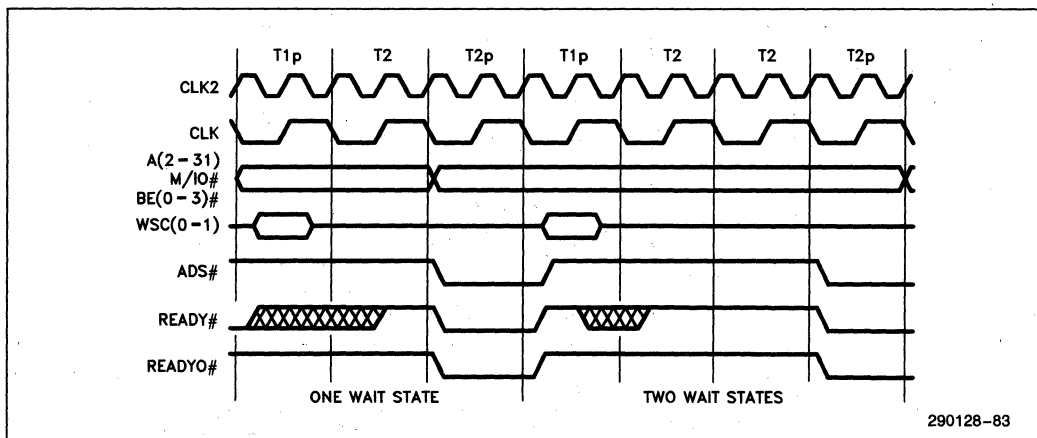 T1p T2 T2p T1p T2 T2 T2p
CLK2
CLK
A(2-31)
M/IO#
BE(0-3)#
WSC(0-1)
ADS#
READY#
READYO#
ONE WAIT STATE TWO WAIT STATES
290128-83